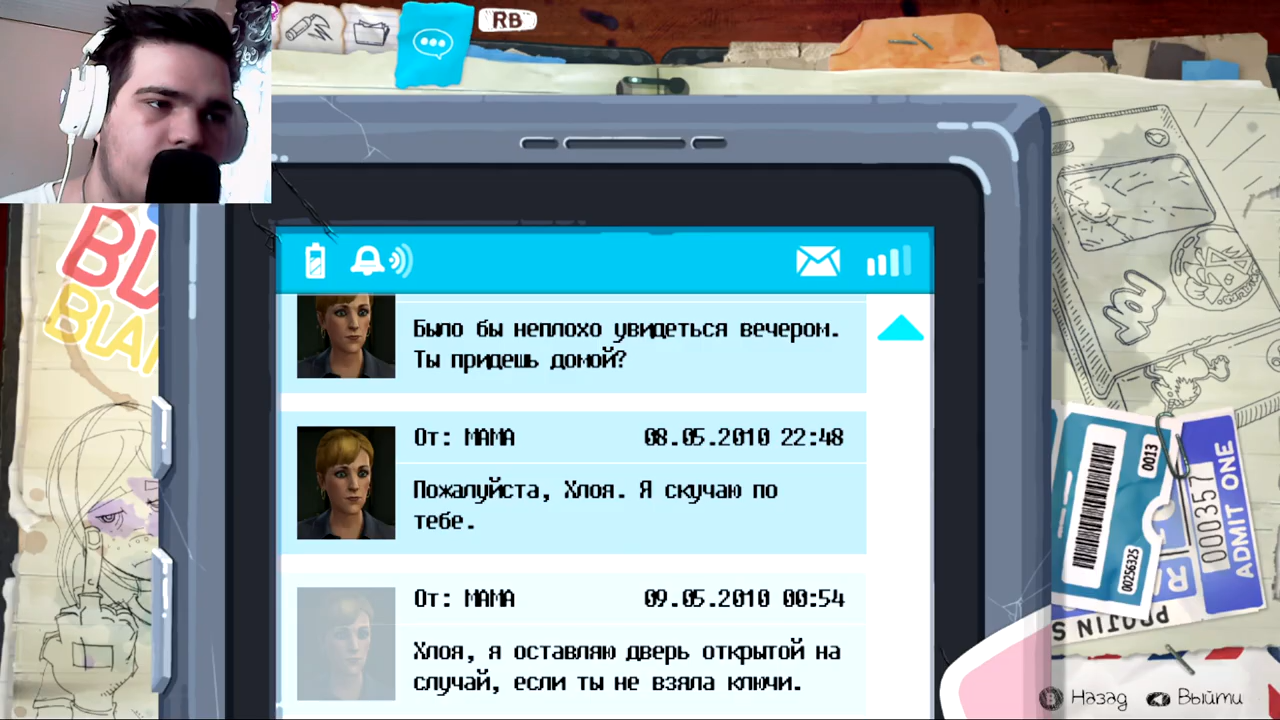 RB
Было бы неплохо увидеться вечером.
Ты придешь домой?
От: МАМА 08.05.2010 22:48
Пожалуйста, Хлоя. Я скучаю по
тебе.
От: МАМА 09.05.2010 00:54
Хлоя, я оставляю дверь открытой на
случай, если ты не взяла ключи.
0013
00256325
000357
ADMIT ONE
B Назад Выйти